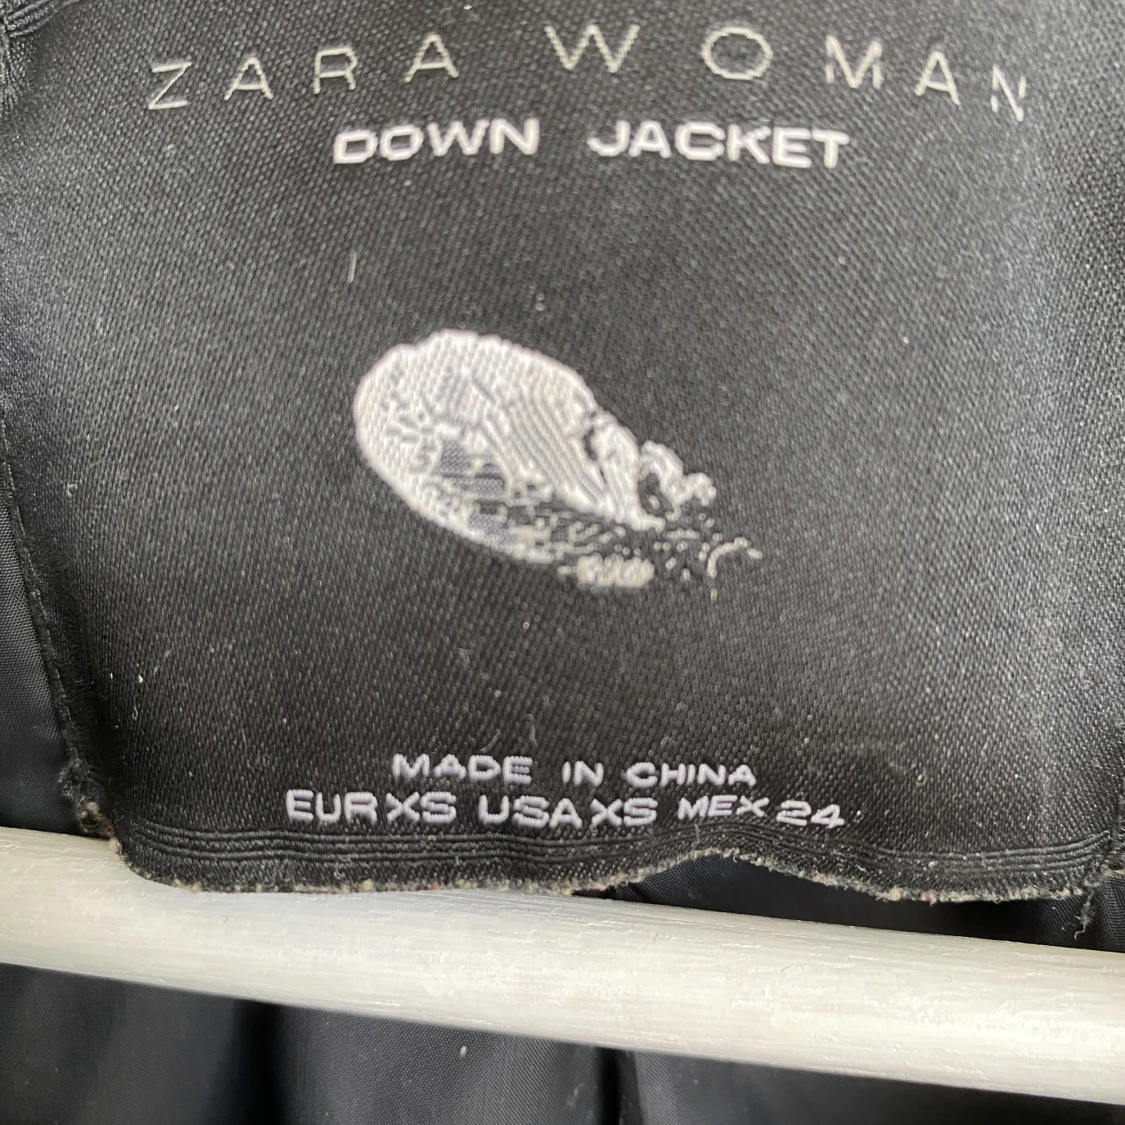 ZARA WOMAN
DOWN JACKET
MADE IN CHINA
EUR XS USA XS MEX 24